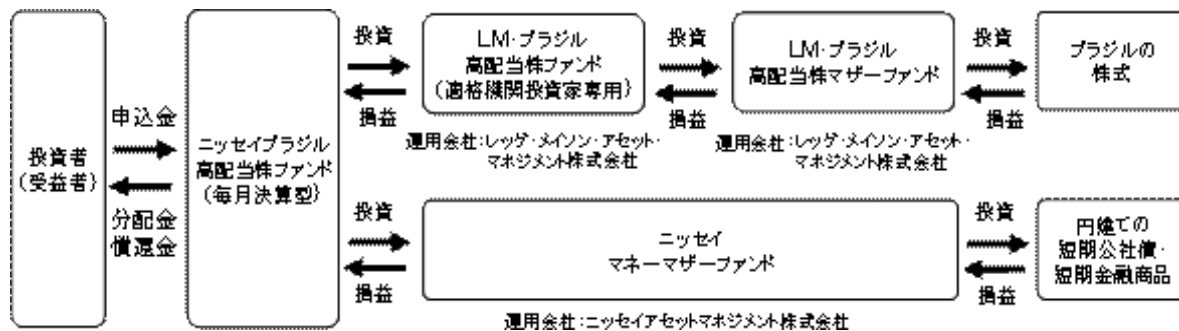 投資者
(受益者)
申込金
分配金
償還金
ニッセイブラジル
高配当株ファンド
(毎月決算型)
投資
損益
LM・ブラジル
高配当株ファンド
(適格機関投資家専用)
運用会社:レッグ・メイソン・アセット・
マネジメント株式会社
投資
損益
LM・ブラジル
高配当株マザーファンド
運用会社:レッグ・メイソン・アセット・
マネジメント株式会社
投資
損益
ブラジルの
株式
投資
損益
ニッセイ
マネーマザーファンド
運用会社:ニッセイアセットマネジメント株式会社
投資
損益
円建ての
短期公社債・
短期金融商品